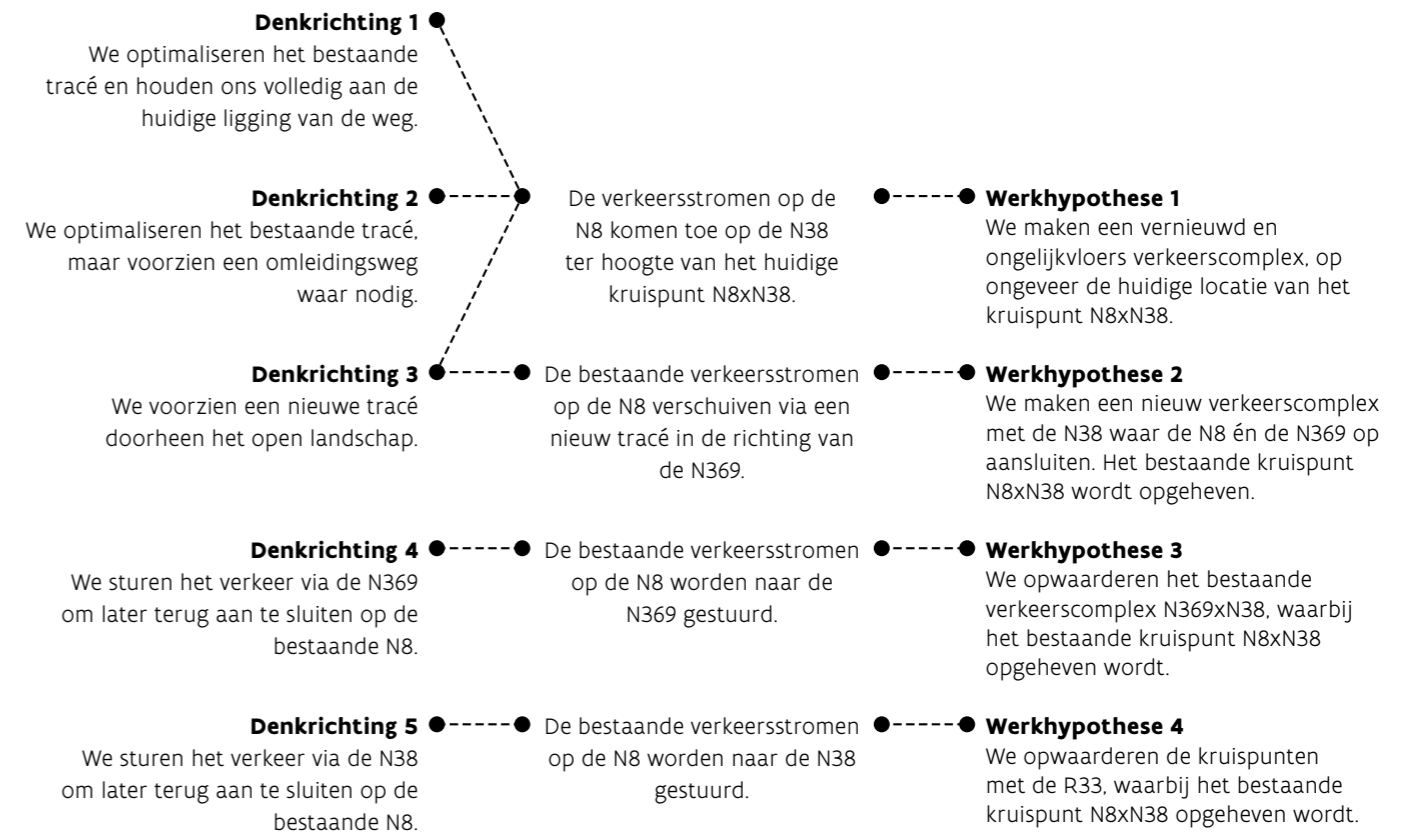 Denkrichting 1
We optimaliseren het bestaande
tracé en houden ons volledig aan de
huidige ligging van de weg.
Denkrichting 2
We optimaliseren het bestaande tracé,
maar voorzien een omleidingsweg
waar nodig.
De verkeersstromen op de
N8 komen toe op de N38
ter hoogte van het huidige
kruispunt N8xN38.
Werkhypothese 1
We maken een vernieuwd en
ongelijkvloers verkeerscomplex, op
ongeveer de huidige locatie van het
kruispunt N8xN38.
Denkrichting 3
We voorzien een nieuwe tracé
doorheen het open landschap.
De bestaande verkeersstromen
op de N8 verschuiven via een
nieuw tracé in de richting van
de N369.
Werkhypothese 2
We maken een nieuw verkeerscomplex
met de N38 waar de N8 én de N369 op
aansluiten. Het bestaande kruispunt
N8xN38 wordt opgeheven.
Denkrichting 4
We sturen het verkeer via de N369
om later terug aan te sluiten op de
bestaande N8.
De bestaande verkeersstromen
op de N8 worden naar de
N369 gestuurd.
Werkhypothese 3
We opwaarderen het bestaande
verkeerscomplex N369xN38, waarbij
het bestaande kruispunt N8xN38
opgeheven wordt.
Denkrichting 5
We sturen het verkeer via de N38
om later terug aan te sluiten op de
bestaande N8.
De bestaande verkeersstromen
op de N8 worden naar de N38
gestuurd.
Werkhypothese 4
We opwaarderen de kruispunten
met de R33, waarbij het bestaande
kruispunt N8xN38 opgeheven wordt.